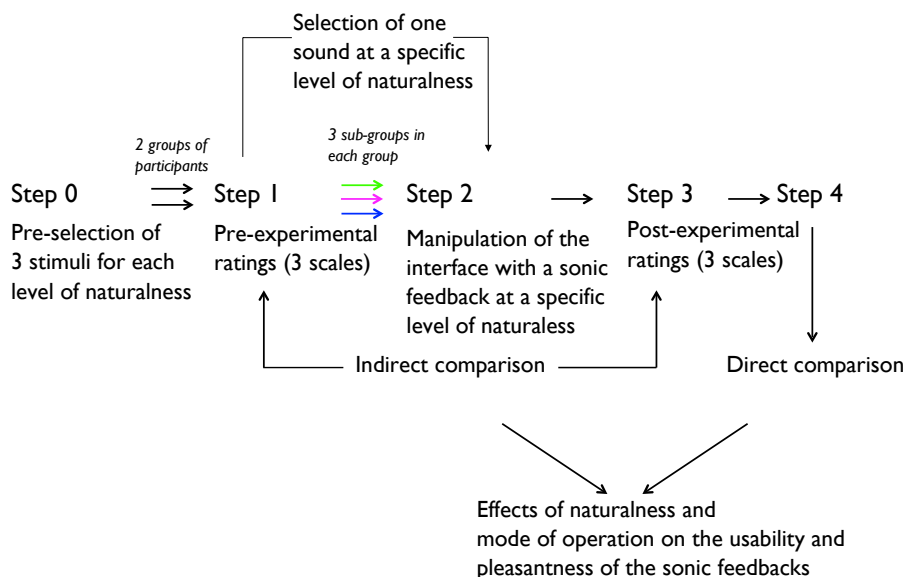 Selection of one
sound at a specific
level of naturalness
2 groups of
participants
3 sub-groups in
each group
Step 0
Step 1
Step 2
Step 3
Step 4
Pre-selection of
3 stimuli for each
level of naturalness
Pre-experimental
ratings (3 scales)
Manipulation of the
interface with a sonic
feedback at a specific
level of naturaless
Post-experimental
ratings (3 scales)
Indirect comparison
Direct comparison
Effects of naturalness and
mode of operation on the usability and
pleasantness of the sonic feedbacks